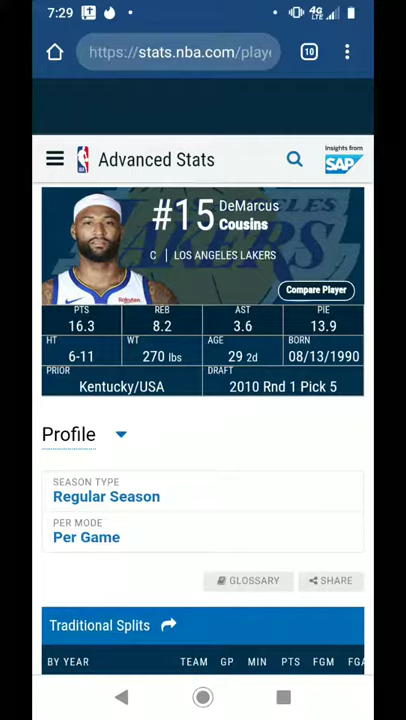 7:29
4G
LTE
https://stats.nba.com/playe
10
Advanced Stats
Insights from
SAP
#15
DeMarcus
Cousins
C | LOS ANGELES LAKERS
Compare Player
PTS REB AST PIE
16.3 8.2 3.6 13.9
HT WT AGE BORN
6-11 270 lbs 29 2d 08/13/1990
PRIOR DRAFT
Kentucky/USA 2010 Rnd 1 Pick 5
Profile
SEASON TYPE
Regular Season
PER MODE
Per Game
GLOSSARY SHARE
Traditional Splits
BY YEAR TEAM GP MIN PTS FGM FGA